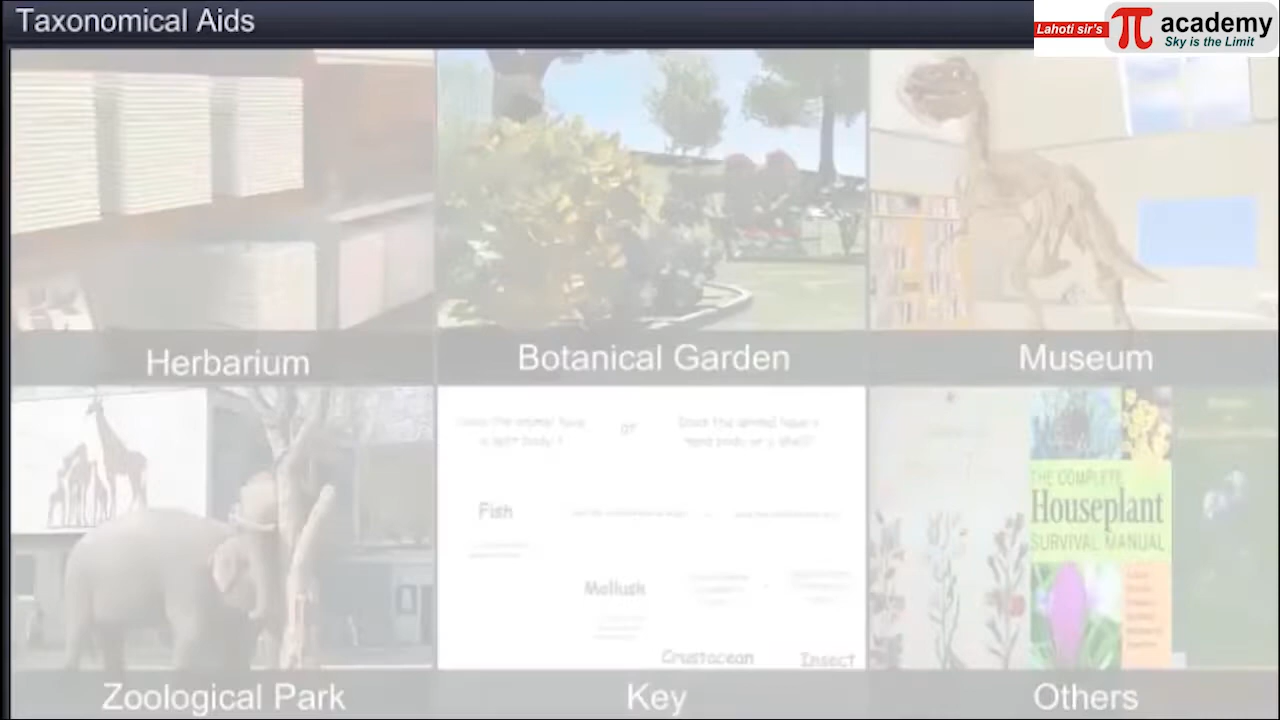 Taxonomical Aids
Lahoti sir's
π academy
Sky is the Limit
Herbarium
Botanical Garden
Museum
or
Fish
Mollusk
Crustacean
Insect
THE COMPLETE
Houseplant
SURVIVAL MANUAL
Zoological Park
Key
Others